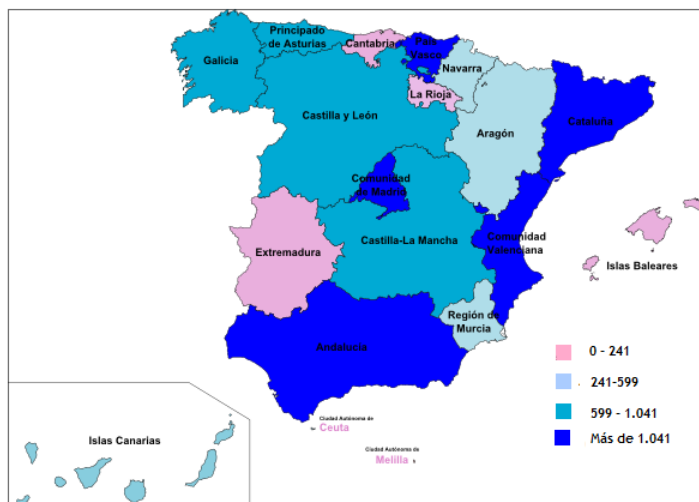 Principado
de Asturias
Cantabria
País
Vasco
Galicia
Navarra
La Rioja
Castilla y León
Cataluña
Aragón
Comunidad
de Madrid
Extremadura
Castilla-La Mancha
Comunidad
Valenciana
Islas Baleares
Región de
Murcia
Andalucía
0 - 241
241-599
599 - 1.041
Más de 1.041
Ciudad Autónoma de
Ceuta
Islas Canarias
Ciudad Autónoma de
Melilla